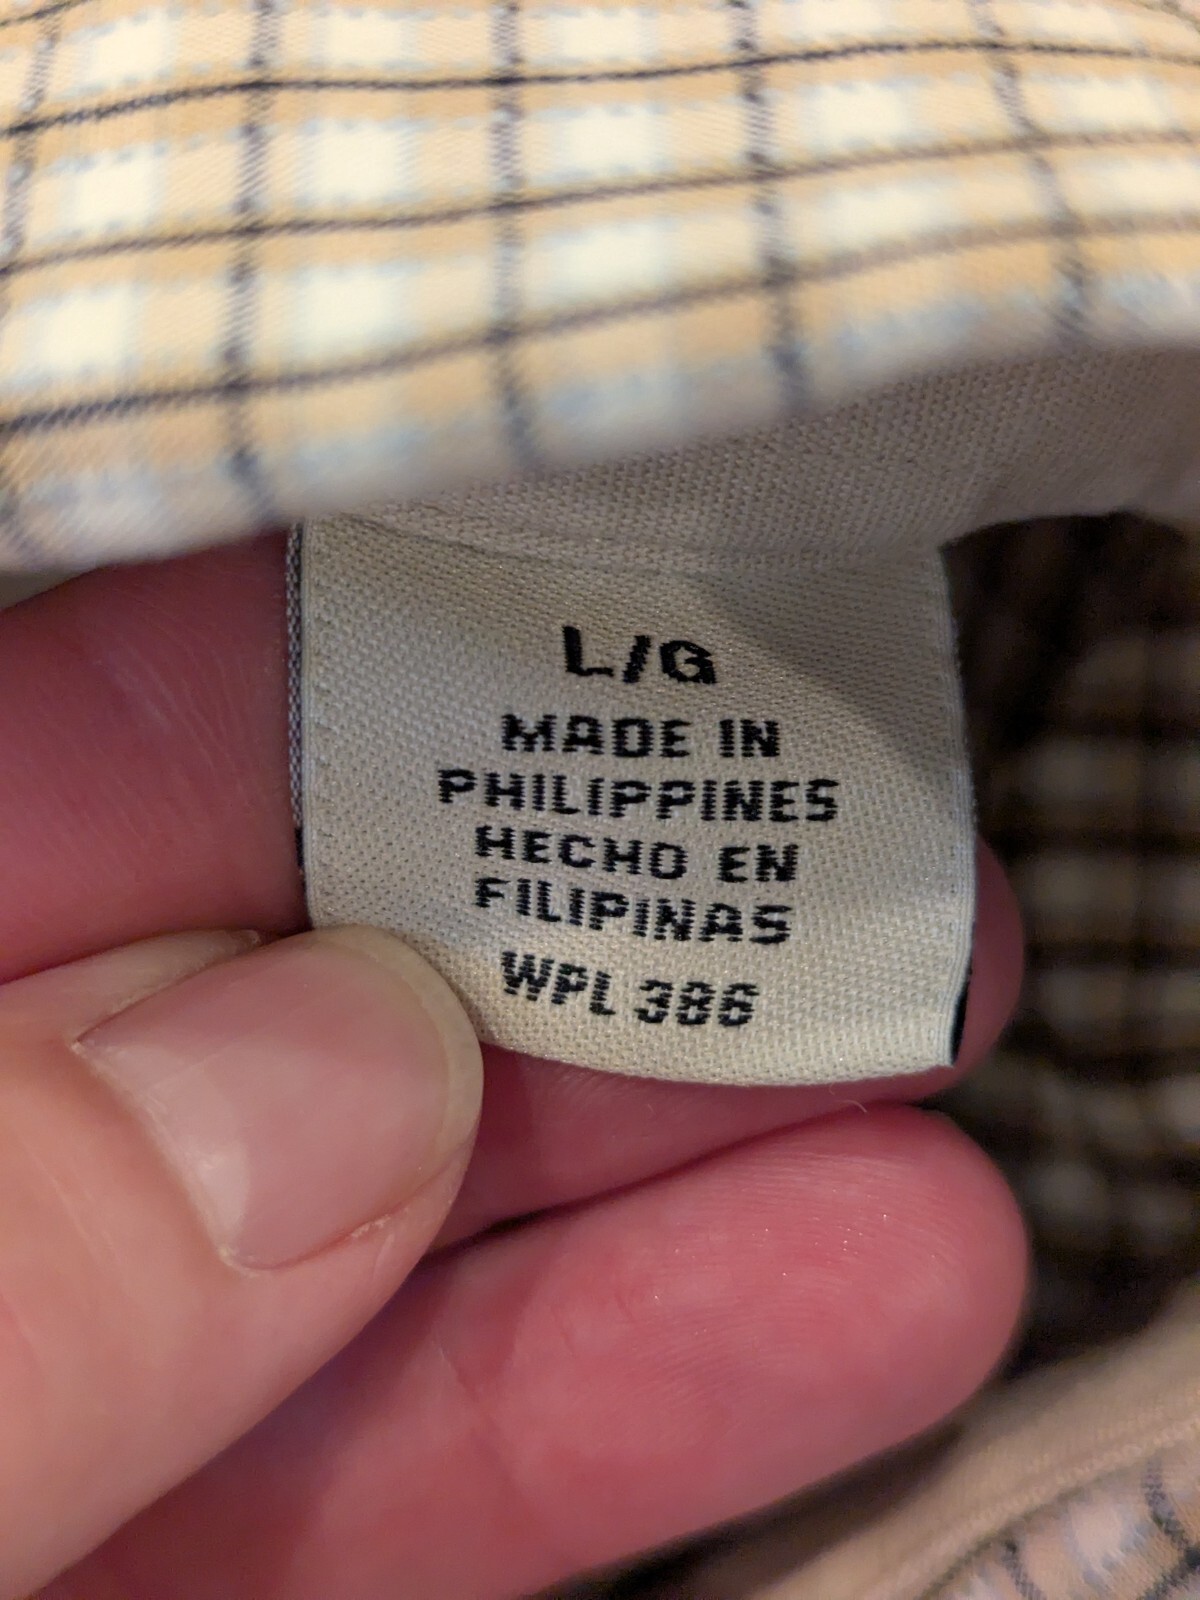 L/G
MADE IN
PHILIPPINES
HECHO EN
FILIPINAS
WPL 386